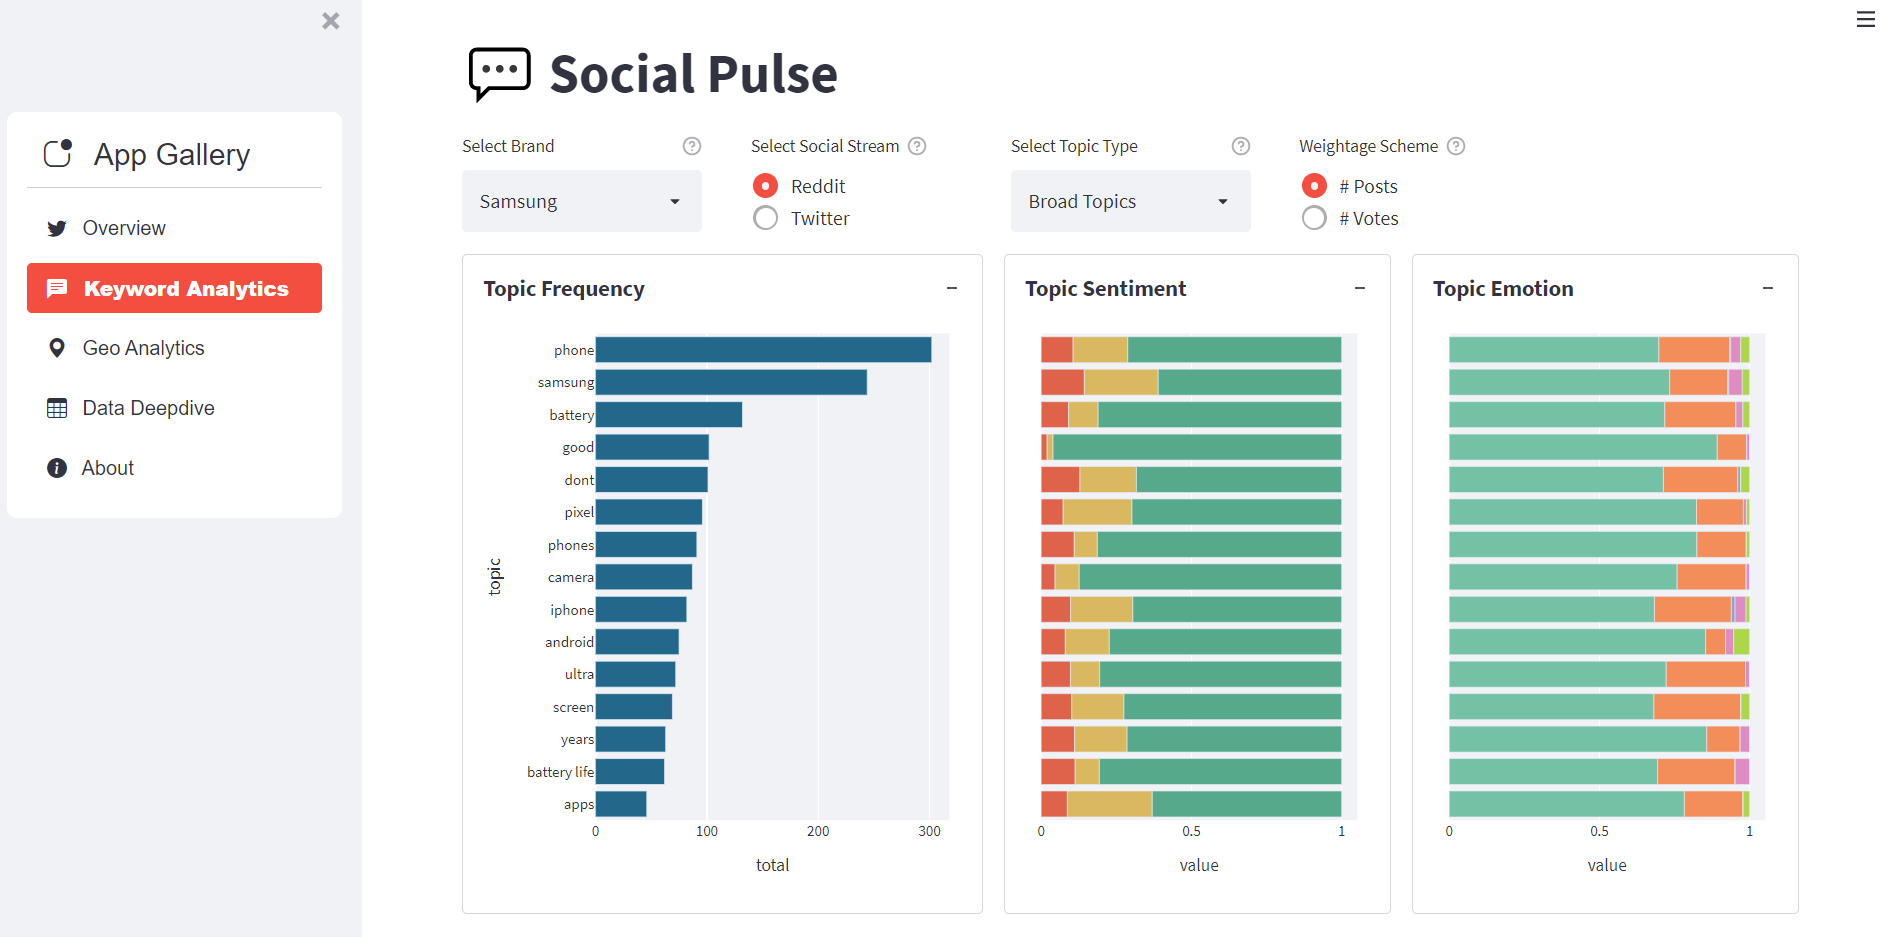 App Gallery
Overview
Keyword Analytics
Geo Analytics
Data Deepdive
About
Social Pulse
Select Brand
Samsung
Select Social Stream
Reddit
Twitter
Select Topic Type
Broad Topics
Weightage Scheme
# Posts
# Votes
Topic Frequency
topic
phone
samsung
battery
good
dont
pixel
phones
camera
iphone
android
ultra
screen
years
battery life
apps
0 100 200 300
total
Topic Sentiment
0 0.5 1
value
Topic Emotion
0 0.5 1
value